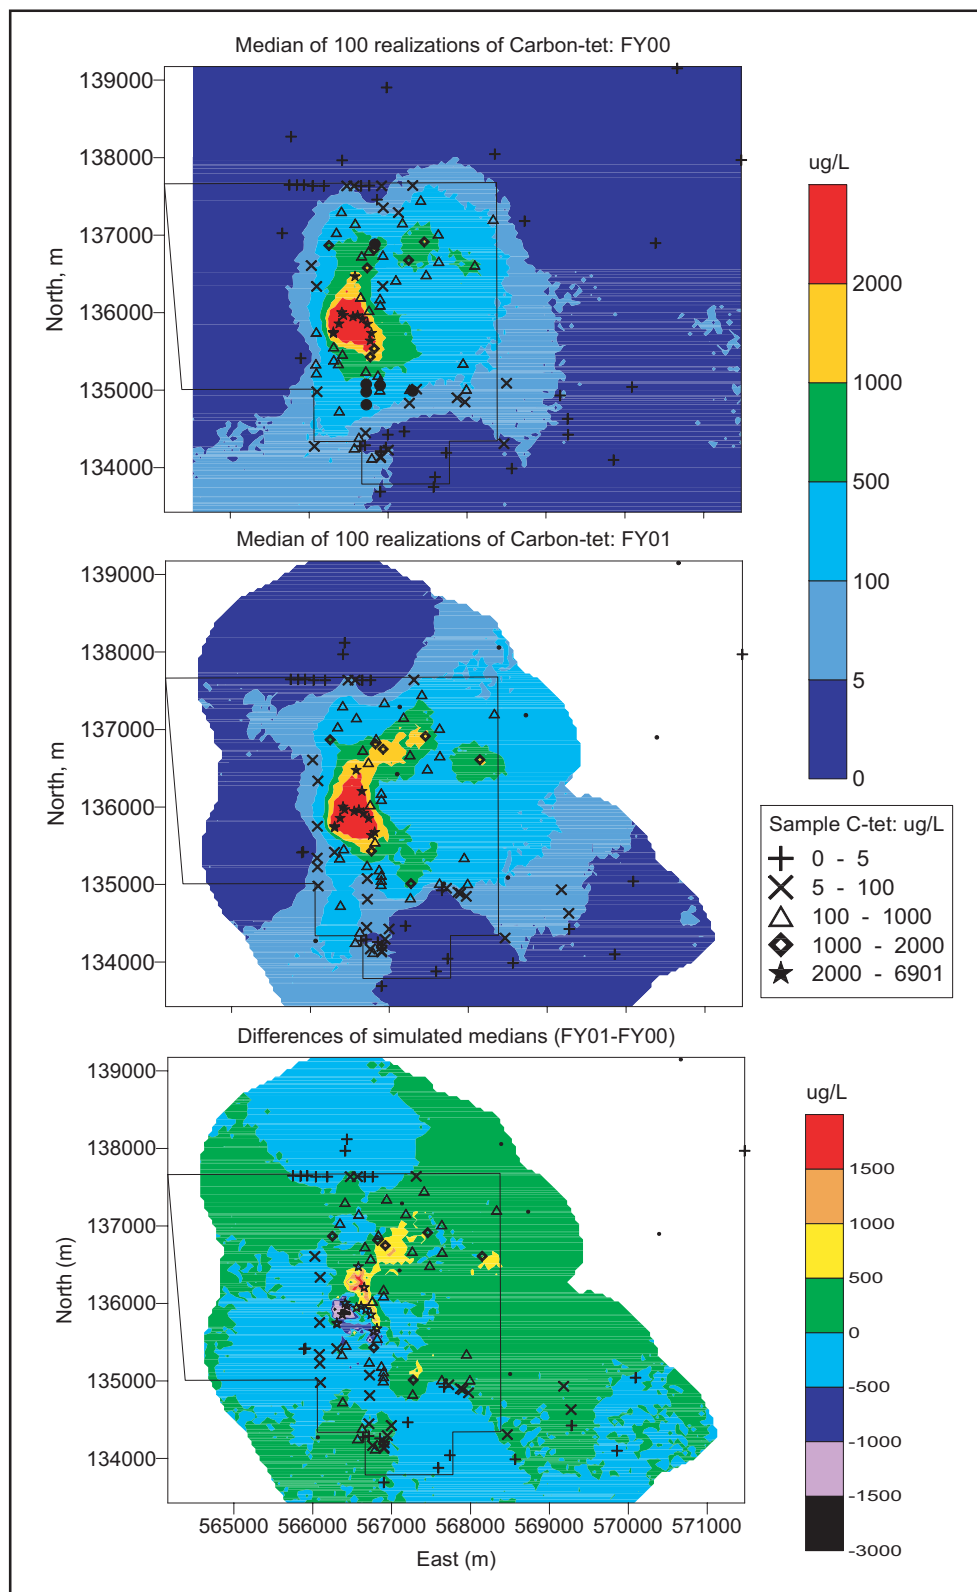 Median of 100 realizations of Carbon-tet: FY00
139000
138000
137000
136000
135000
134000
North, m
ug/L
2000
1000
500
100
5
0
Median of 100 realizations of Carbon-tet: FY01
139000
138000
137000
136000
135000
134000
North, m
Sample C-tet: ug/L
0 - 5
5 - 100
100 - 1000
1000 - 2000
2000 - 6901
Differences of simulated medians (FY01-FY00)
139000
138000
137000
136000
135000
134000
North (m)
565000 566000 567000 568000 569000 570000 571000
East (m)
ug/L
1500
1000
500
0
-500
-1000
-1500
-3000